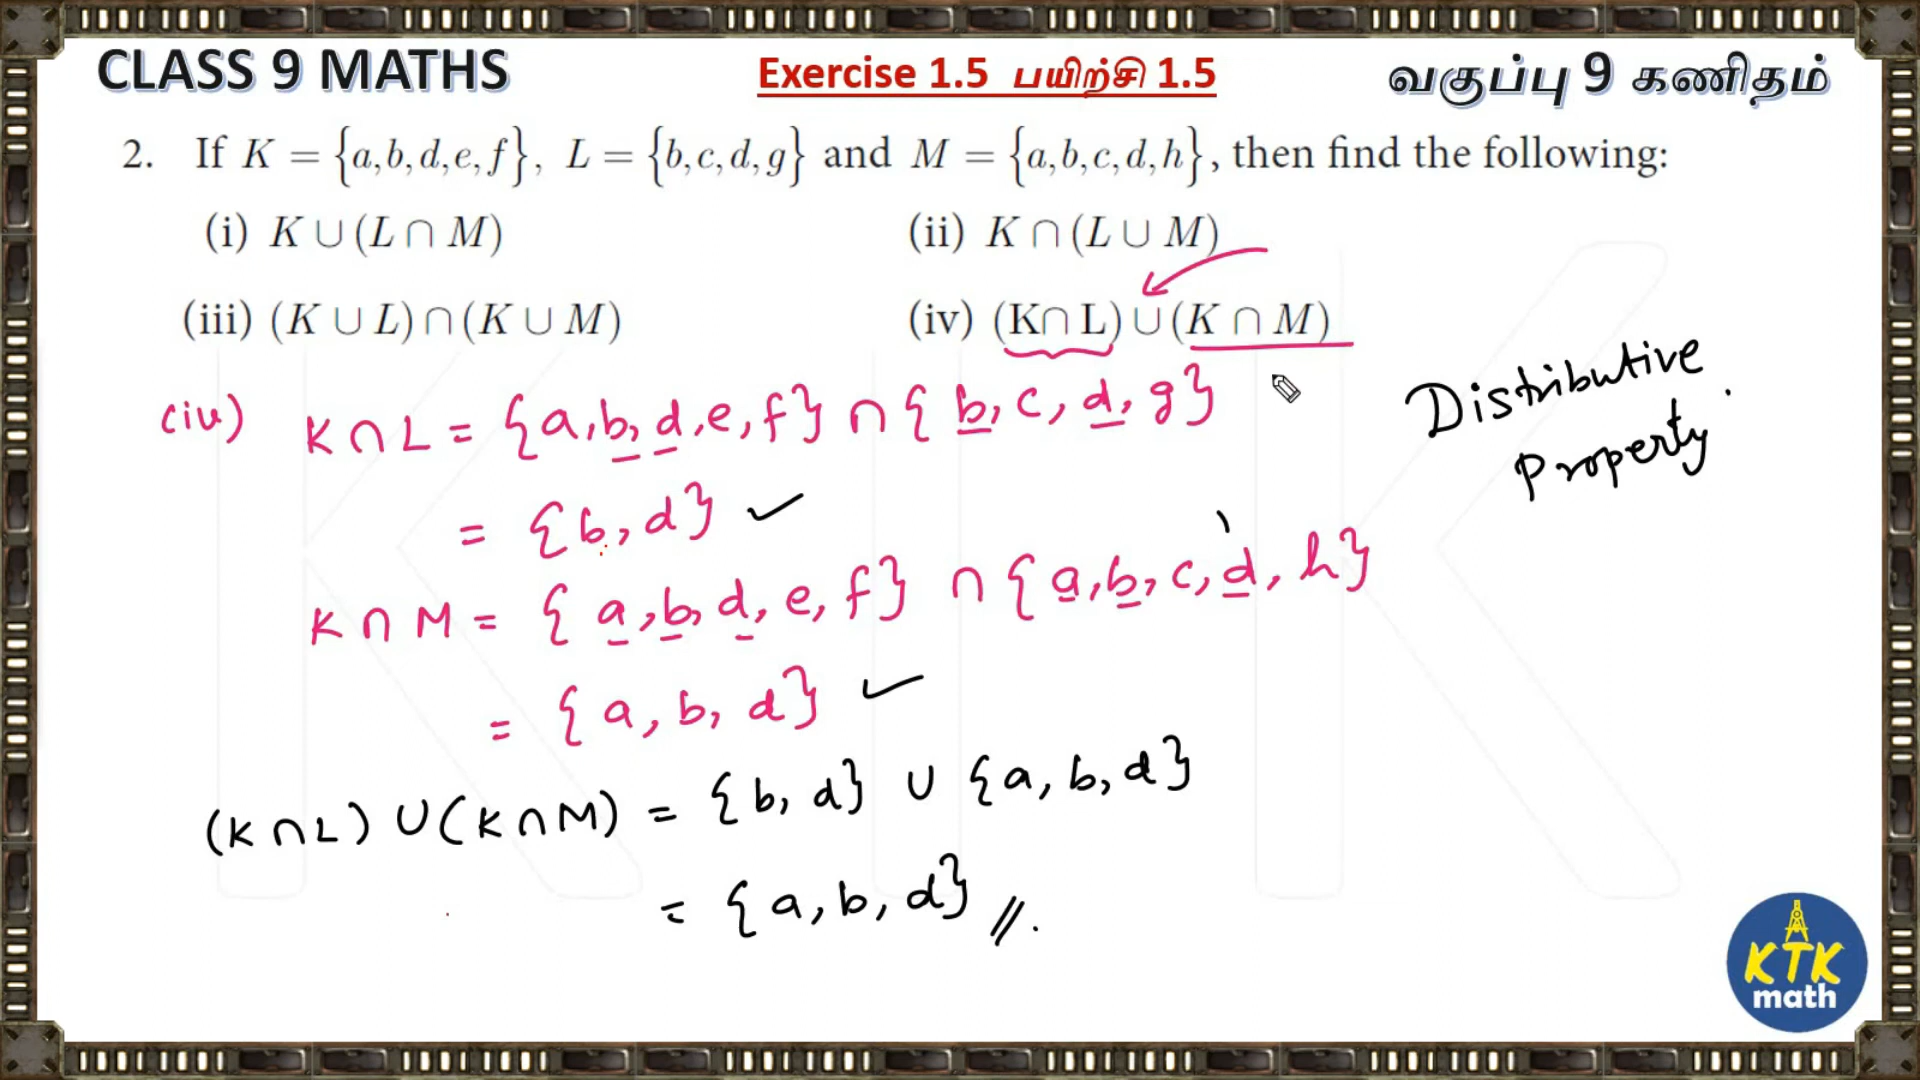 CLASS 9 MATHS
Exercise 1.5 பயிற்சி 1.5
வகுப்பு 9 கணிதம்
2. If K = {a,b,d,e,f}, L = {b,c,d,g} and M = {a,b,c,d,h}, then find the following:
(i) K ∪ (L ∩ M)
(ii) K ∩ (L ∪ M)
(iii) (K ∪ L) ∩ (K ∪ M)
(iv) (K∩ L) ∪ (K ∩ M)
Distributive
Property.
(iv) K ∩ L = {a, b, d, e, f} ∩ { b, c, d, g}
= {b, d}
K ∩ M = { a, b, d, e, f} ∩ { a, b, c, d, h}
= { a, b, d}
(K ∩ L) ∪ (K ∩ M) = {b, d} ∪ {a, b, d}
= {a, b, d} //.
KTK
math